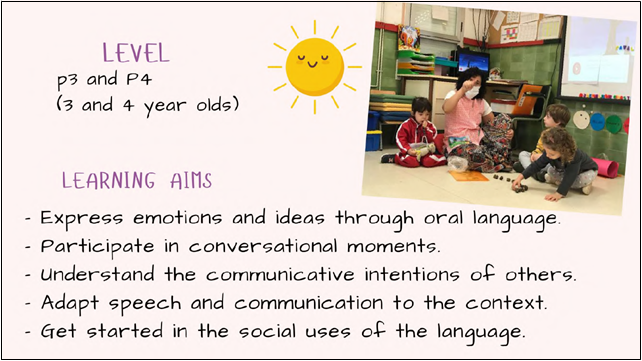 LEVEL
p3 and P4
(3 and 4 year olds)
LEARNING AIMS
- Express emotions and ideas through oral language.
- Participate in conversational moments.
- Understand the communicative intentions of others.
- Adapt speech and communication to the context.
- Get started in the social uses of the language.